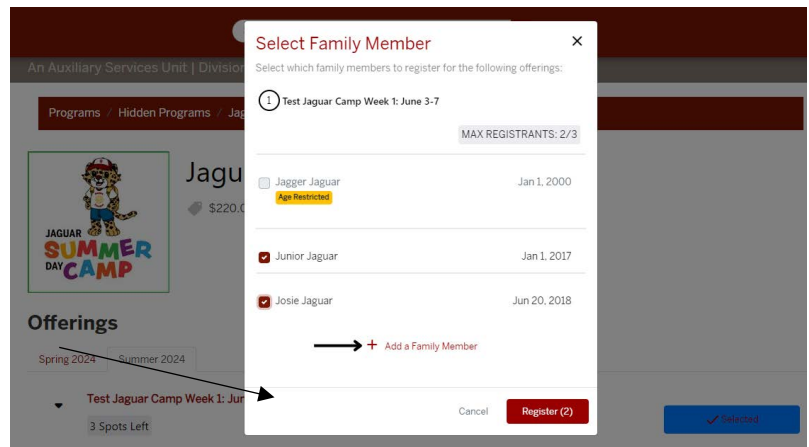 An Auxiliary Services Unit | Division
Programs / Hidden Programs / Jag
JAGUAR
SUMMER
DAY CAMP
Jagu
$220.0
Offerings
Spring 2024
Summer 2024
Test Jaguar Camp Week 1: Jun
3 Spots Left
Selected
Select Family Member
Select which family members to register for the following offerings:
1 Test Jaguar Camp Week 1: June 3-7
MAX REGISTRANTS: 2/3
Jagger Jaguar Jan 1, 2000
Age Restricted
Junior Jaguar Jan 1, 2017
Josie Jaguar Jun 20, 2018
+ Add a Family Member
Cancel Register (2)